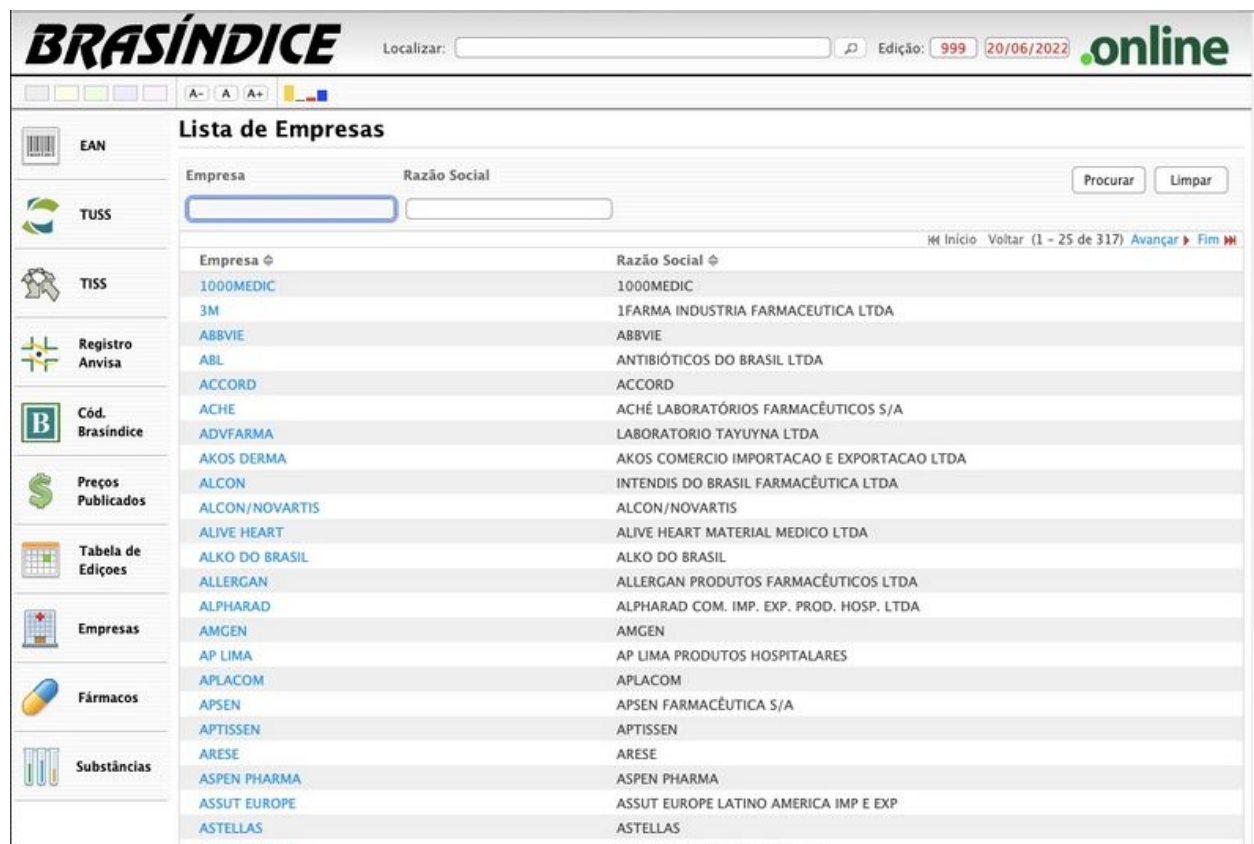 BRASÍNDICE Localizar: Edição: 999 20/06/2022 .online
A- A A+
Lista de Empresas
EAN
Empresa Razão Social Procurar Limpar
TUSS
Início Voltar (1 - 25 de 317) Avançar Fim
Empresa Razão Social
1000MEDIC 1000MEDIC
TISS
3M 1FARMA INDUSTRIA FARMACEUTICA LTDA
ABBVIE ABBVIE
Registro Anvisa
ABL ANTIBIÓTICOS DO BRASIL LTDA
ACCORD ACCORD
ACHE ACHÉ LABORATÓRIOS FARMACÊUTICOS S/A
Cód. Brasíndice
ADVFARMA LABORATORIO TAYUYNA LTDA
AKOS DERMA AKOS COMERCIO IMPORTACAO E EXPORTACAO LTDA
ALCON INTENDIS DO BRASIL FARMACÊUTICA LTDA
Preços Publicados
ALCON/NOVARTIS ALCON/NOVARTIS
ALIVE HEART ALIVE HEART MATERIAL MEDICO LTDA
ALKO DO BRASIL ALKO DO BRASIL
Tabela de Ediçoes
ALLERGAN ALLERGAN PRODUTOS FARMACÊUTICOS LTDA
ALPHARAD ALPHARAD COM. IMP. EXP. PROD. HOSP. LTDA
AMGEN AMGEN
Empresas
AP LIMA AP LIMA PRODUTOS HOSPITALARES
APLACOM APLACOM
Fármacos
APSEN APSEN FARMACÊUTICA S/A
APTISSEN APTISSEN
ARESE ARESE
Substâncias
ASPEN PHARMA ASPEN PHARMA
ASSUT EUROPE ASSUT EUROPE LATINO AMERICA IMP E EXP
ASTELLAS ASTELLAS